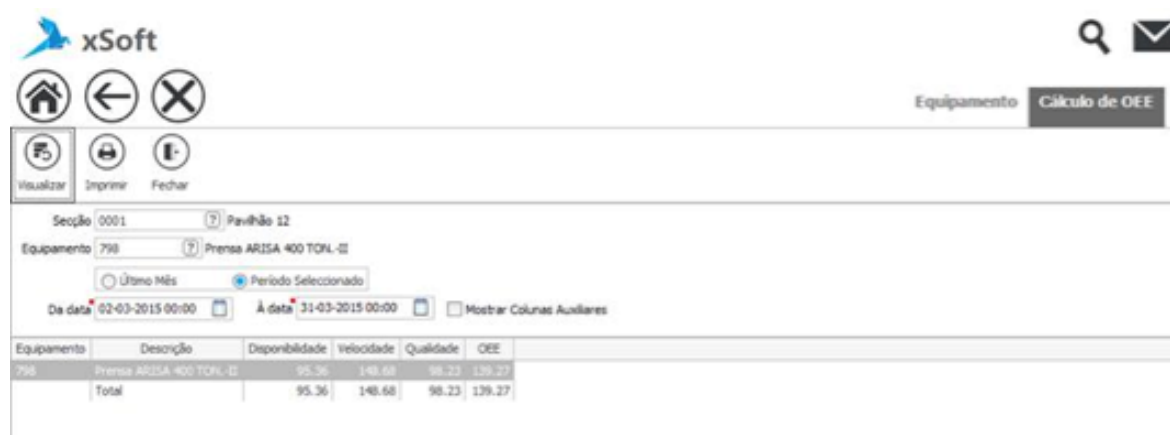 xSoft
Equipamento Cálculo de OEE
Visualizar Imprimir Fechar
Secção 0001 ? Pavilhão 12
Equipamento 798 ? Prensa ARISA 400 TON.-II
Último Mês Período Seleccionado
Da data 02-03-2015 00:00 À data 31-03-2015 00:00 Mostrar Colunas Auxiliares
Equipamento Descrição Disponibilidade Velocidade Qualidade OEE
798 Prensa ARISA 400 TON.-II 95.36 148.68 98.23 139.27
Total 95.36 148.68 98.23 139.27